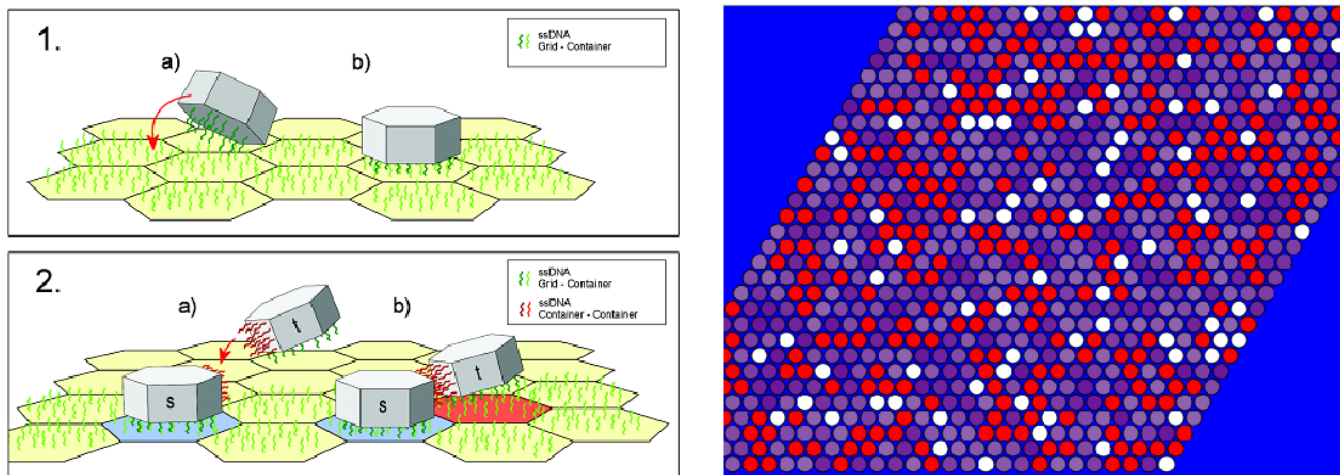 1.
a)
b)
ssDNA
Grid - Container
2.
a)
b)
ssDNA
Grid - Container
ssDNA
Container - Container
t
t
s
s